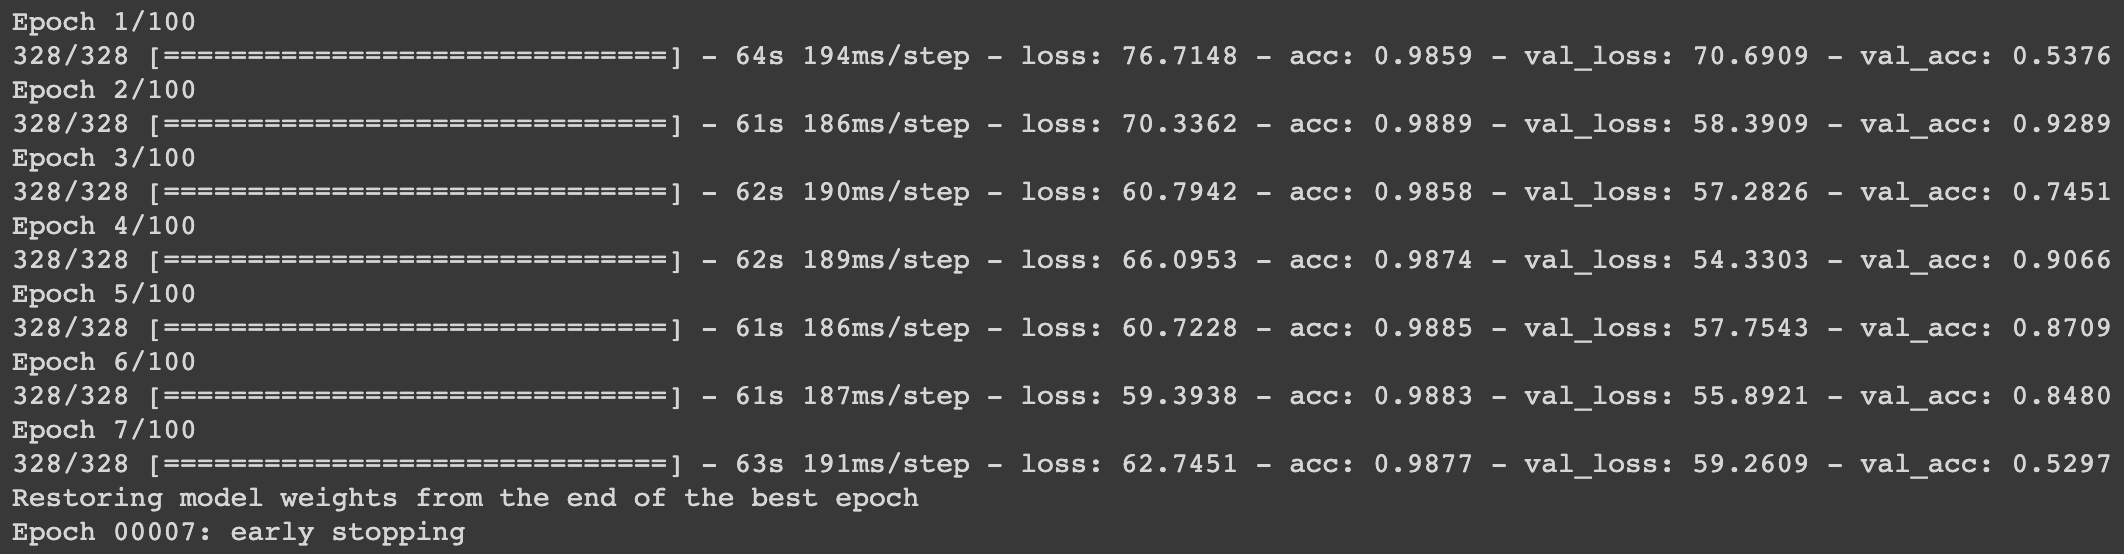 Epoch 1/100
328/328 [==============================] - 64s 194ms/step - loss: 76.7148 - acc: 0.9859 - val_loss: 70.6909 - val_acc: 0.5376
Epoch 2/100
328/328 [==============================] - 61s 186ms/step - loss: 70.3362 - acc: 0.9889 - val_loss: 58.3909 - val_acc: 0.9289
Epoch 3/100
328/328 [==============================] - 62s 190ms/step - loss: 60.7942 - acc: 0.9858 - val_loss: 57.2826 - val_acc: 0.7451
Epoch 4/100
328/328 [==============================] - 62s 189ms/step - loss: 66.0953 - acc: 0.9874 - val_loss: 54.3303 - val_acc: 0.9066
Epoch 5/100
328/328 [==============================] - 61s 186ms/step - loss: 60.7228 - acc: 0.9885 - val_loss: 57.7543 - val_acc: 0.8709
Epoch 6/100
328/328 [==============================] - 61s 187ms/step - loss: 59.3938 - acc: 0.9883 - val_loss: 55.8921 - val_acc: 0.8480
Epoch 7/100
328/328 [==============================] - 63s 191ms/step - loss: 62.7451 - acc: 0.9877 - val_loss: 59.2609 - val_acc: 0.5297
Restoring model weights from the end of the best epoch
Epoch 00007: early stopping